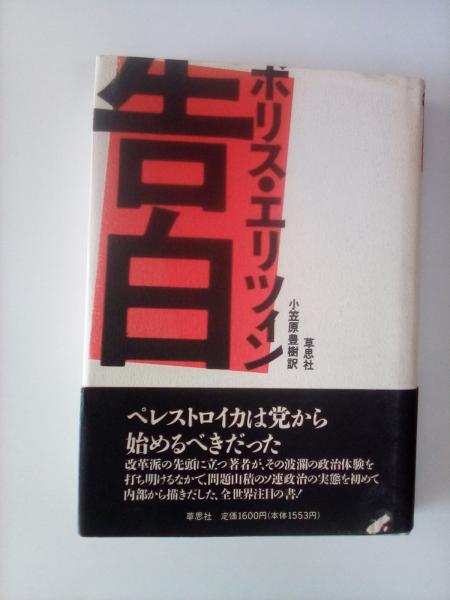 告白
ボリス・エリツィン
小笠原豊樹訳
草思社
ペレストロイカは党から
始めるべきだった
改革派の先頭に立つ著者が、その波瀾の政治体験を
打ち明けるなかで、問題山積のソ連政治の実態を初めて
内部から描きだした、全世界注目の書!
草思社 定価1600円(本体1553円)